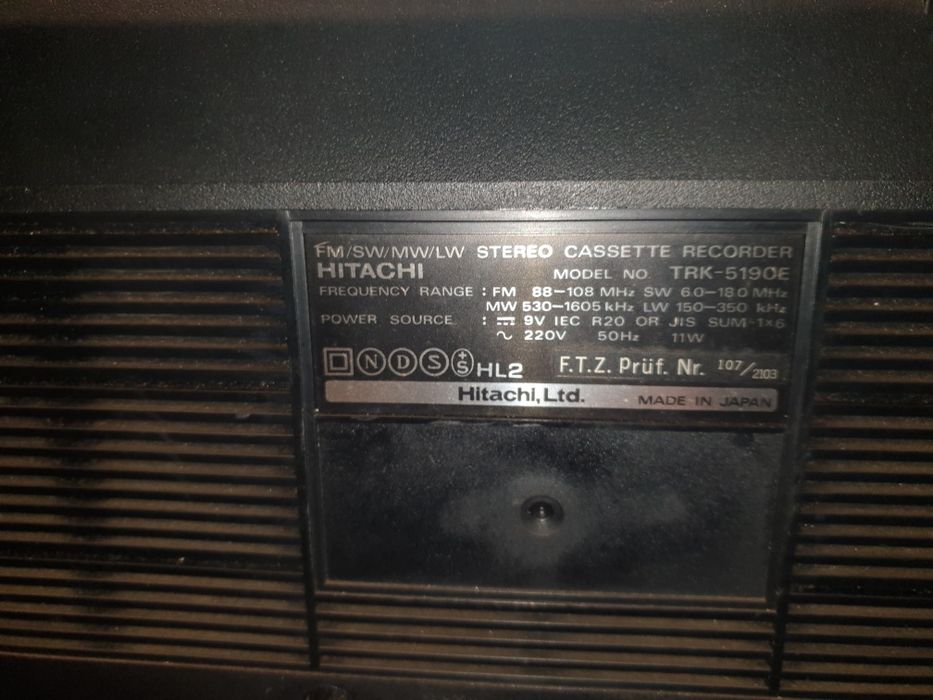 FM/SW/MW/LW STEREO CASSETTE RECORDER
HITACHI MODEL NO. TRK-5190E
FREQUENCY RANGE : FM 88-108 MHz SW 6.0-18.0 MHz
MW 530-1605 kHz LW 150-350 kHz
POWER SOURCE : ⎓ 9V IEC R20 OR JIS SUM-1×6
～ 220V 50Hz 11W
N D S +S HL2 F.T.Z. Prüf. Nr. 107/2103
Hitachi, Ltd. MADE IN JAPAN